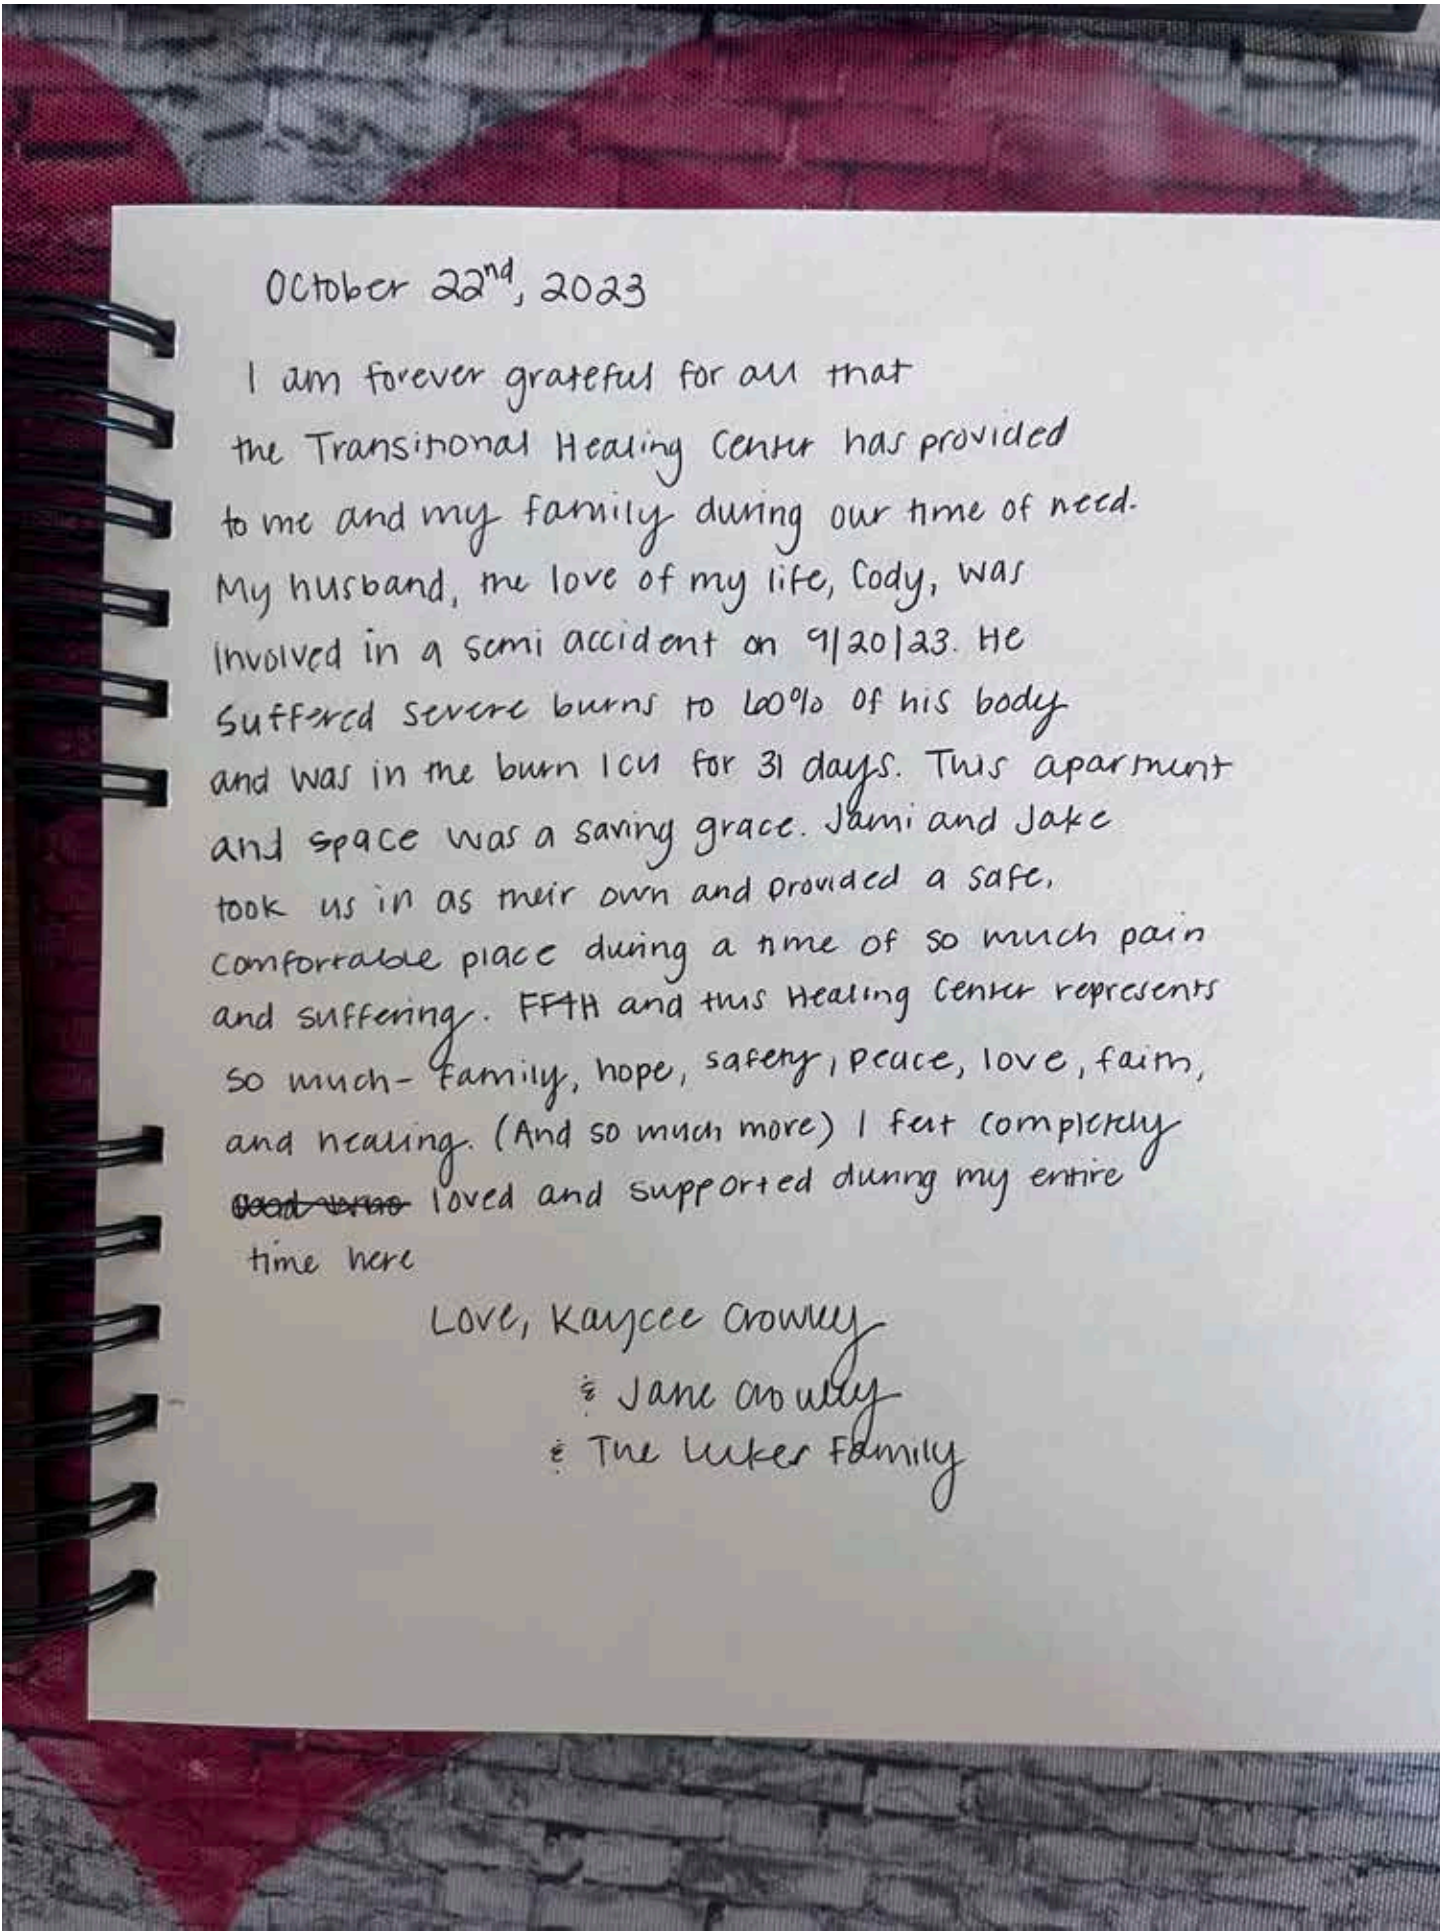 October 22nd, 2023
I am forever grateful for all that
the Transitional Healing Center has provided
to me and my family during our time of need.
My husband, the love of my life, Cody, was
involved in a semi accident on 9/20/23. He
suffered severe burns to 60% of his body
and was in the burn ICU for 31 days. This apartment
and space was a saving grace. Jami and Jake
took us in as their own and provided a safe,
comfortable place during a time of so much pain
and suffering. FF4H and this Healing Center represents
so much- family, hope, safety, peace, love, faith,
and healing. (And so much more) I felt completely
loved and supported during my entire
time here
Love, Kaycee Crowley
& Jane Crowley
& The Luker Family